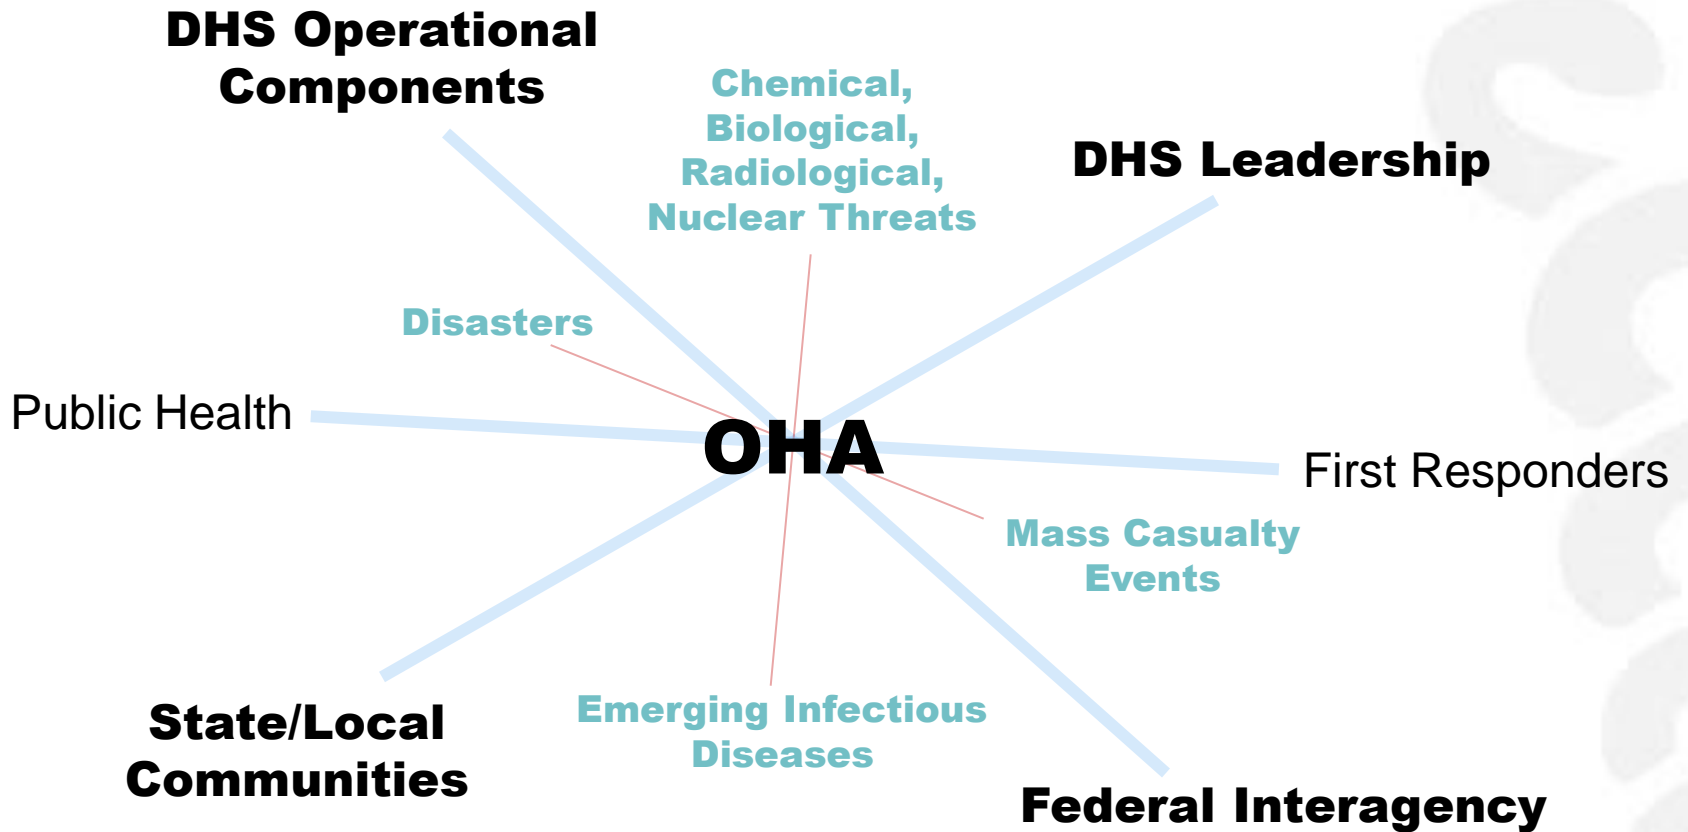 DHS Operational
Components
Chemical,
Biological,
Radiological,
Nuclear Threats
DHS Leadership
Disasters
Public Health
OHA
First Responders
Mass Casualty
Events
State/Local
Communities
Emerging Infectious
Diseases
Federal Interagency